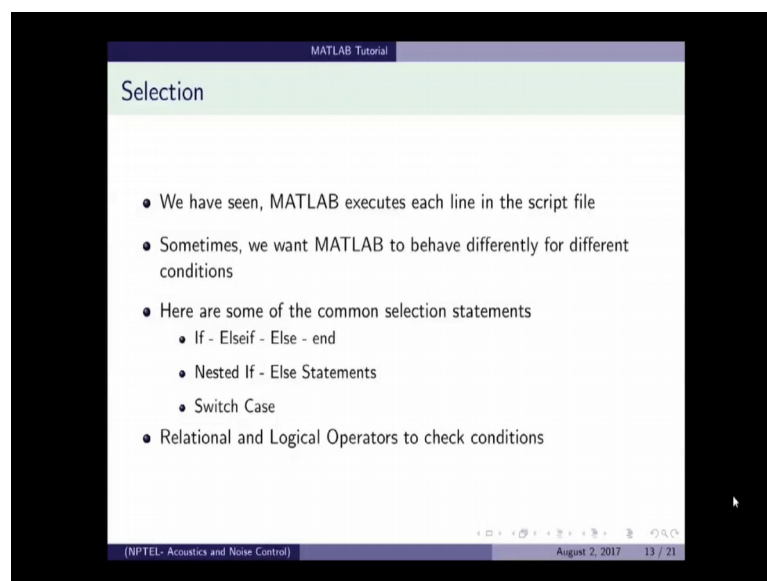 MATLAB Tutorial
Selection
We have seen, MATLAB executes each line in the script file
Sometimes, we want MATLAB to behave differently for different
conditions
Here are some of the common selection statements
If - Elseif - Else - end
Nested If - Else Statements
Switch Case
Relational and Logical Operators to check conditions
(NPTEL- Acoustics and Noise Control)
August 2, 2017
13 / 21